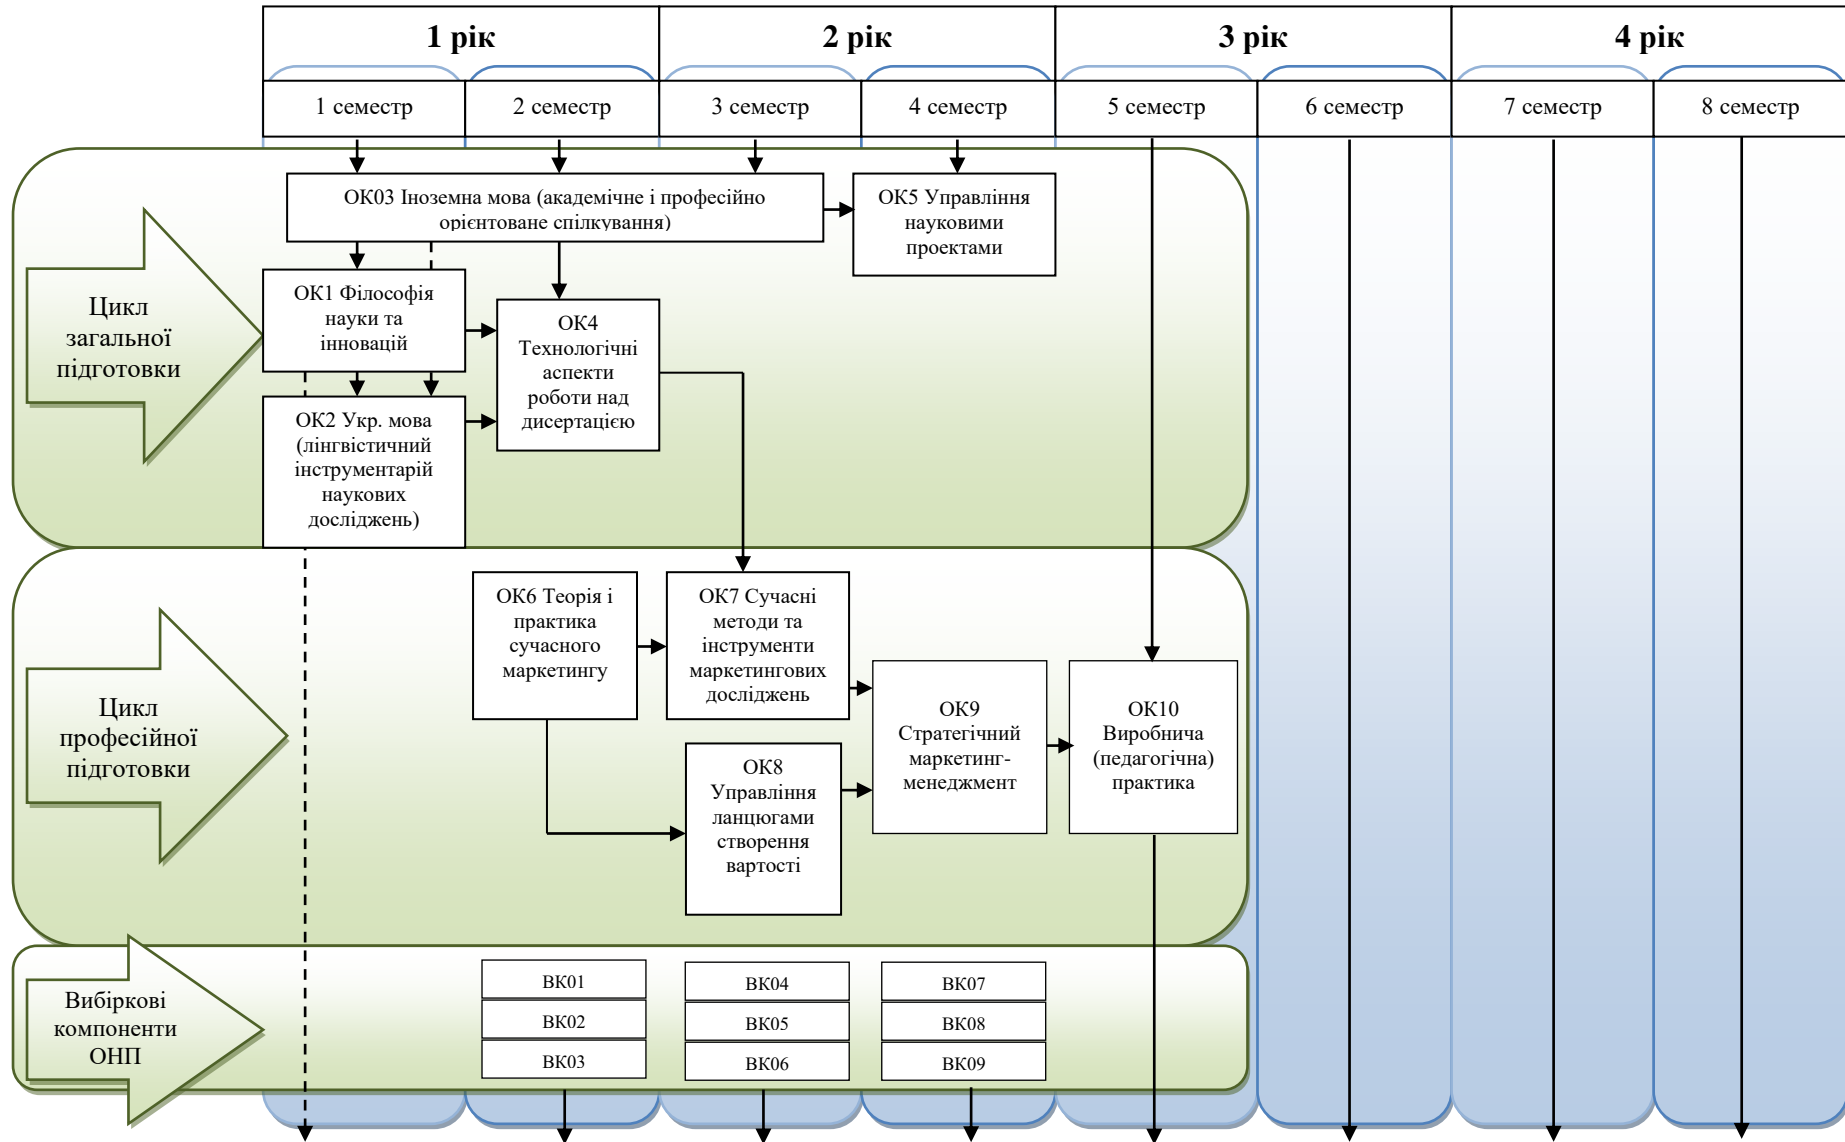 1 рік
2 рік
3 рік
4 рік
1 семестр
2 семестр
3 семестр
4 семестр
5 семестр
6 семестр
7 семестр
8 семестр
Цикл
загальної
підготовки
ОК03 Іноземна мова (академічне і професійно
орієнтоване спілкування)
ОК5 Управління
науковими
проектами
ОК1 Філософія
науки та
інновацій
ОК4
Технологічні
аспекти
роботи над
дисертацією
ОК2 Укр. мова
(лінгвістичний
інструментарій
наукових
досліджень)
Цикл
професійної
підготовки
ОК6 Теорія і
практика
сучасного
маркетингу
ОК7 Сучасні
методи та
інструменти
маркетингових
досліджень
ОК8
Управління
ланцюгами
створення
вартості
ОК9
Стратегічний
маркетинг-
менеджмент
ОК10
Виробнича
(педагогічна)
практика
Вибіркові
компоненти
ОНП
ВК01
ВК02
ВК03
ВК04
ВК05
ВК06
ВК07
ВК08
ВК09